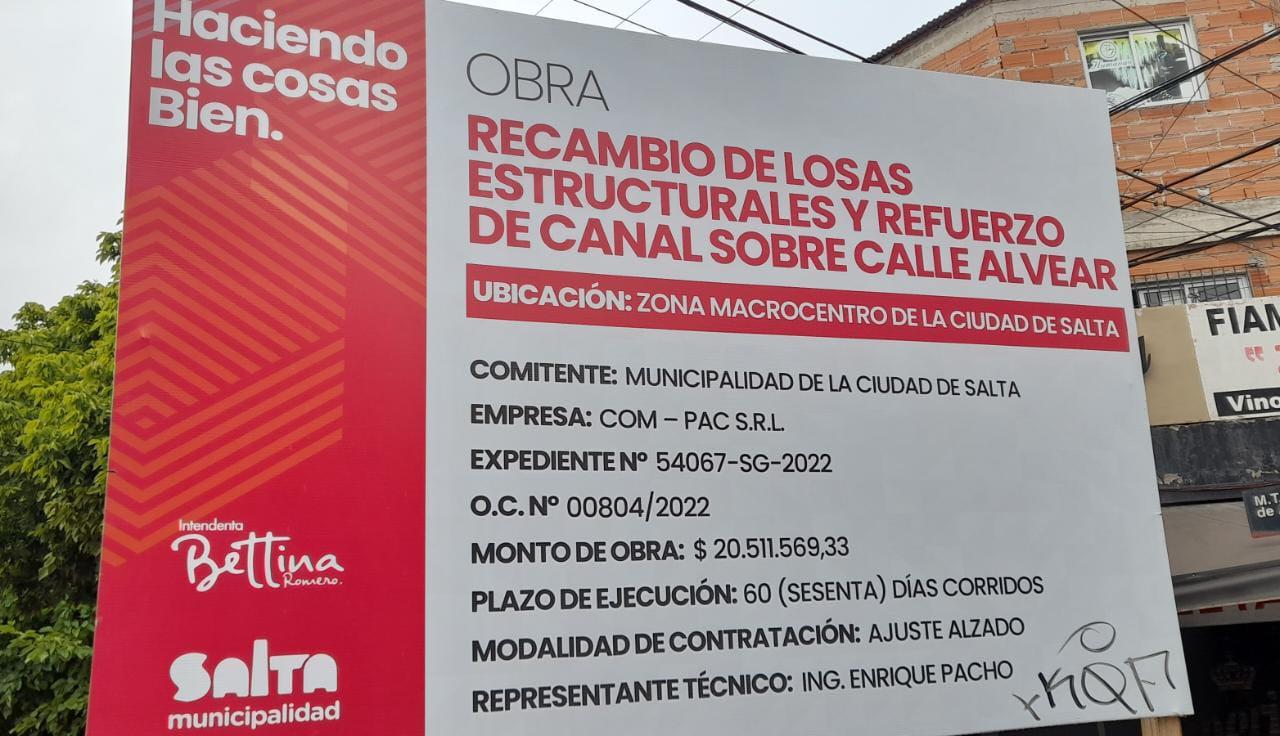 Haciendo
las cosas
Bien.
Intendenta
Bettina
Romero.
Salta
municipalidad
OBRA
RECAMBIO DE LOSAS
ESTRUCTURALES Y REFUERZO
DE CANAL SOBRE CALLE ALVEAR
UBICACIÓN: ZONA MACROCENTRO DE LA CIUDAD DE SALTA
COMITENTE: MUNICIPALIDAD DE LA CIUDAD DE SALTA
EMPRESA: COM – PAC S.R.L.
EXPEDIENTE Nº 54067-SG-2022
O.C. Nº 00804/2022
MONTO DE OBRA: $ 20.511.569,33
PLAZO DE EJECUCIÓN: 60 (SESENTA) DÍAS CORRIDOS
MODALIDAD DE CONTRATACIÓN: AJUSTE ALZADO
REPRESENTANTE TÉCNICO: ING. ENRIQUE PACHO
FIAM
Vino
M.T.
de